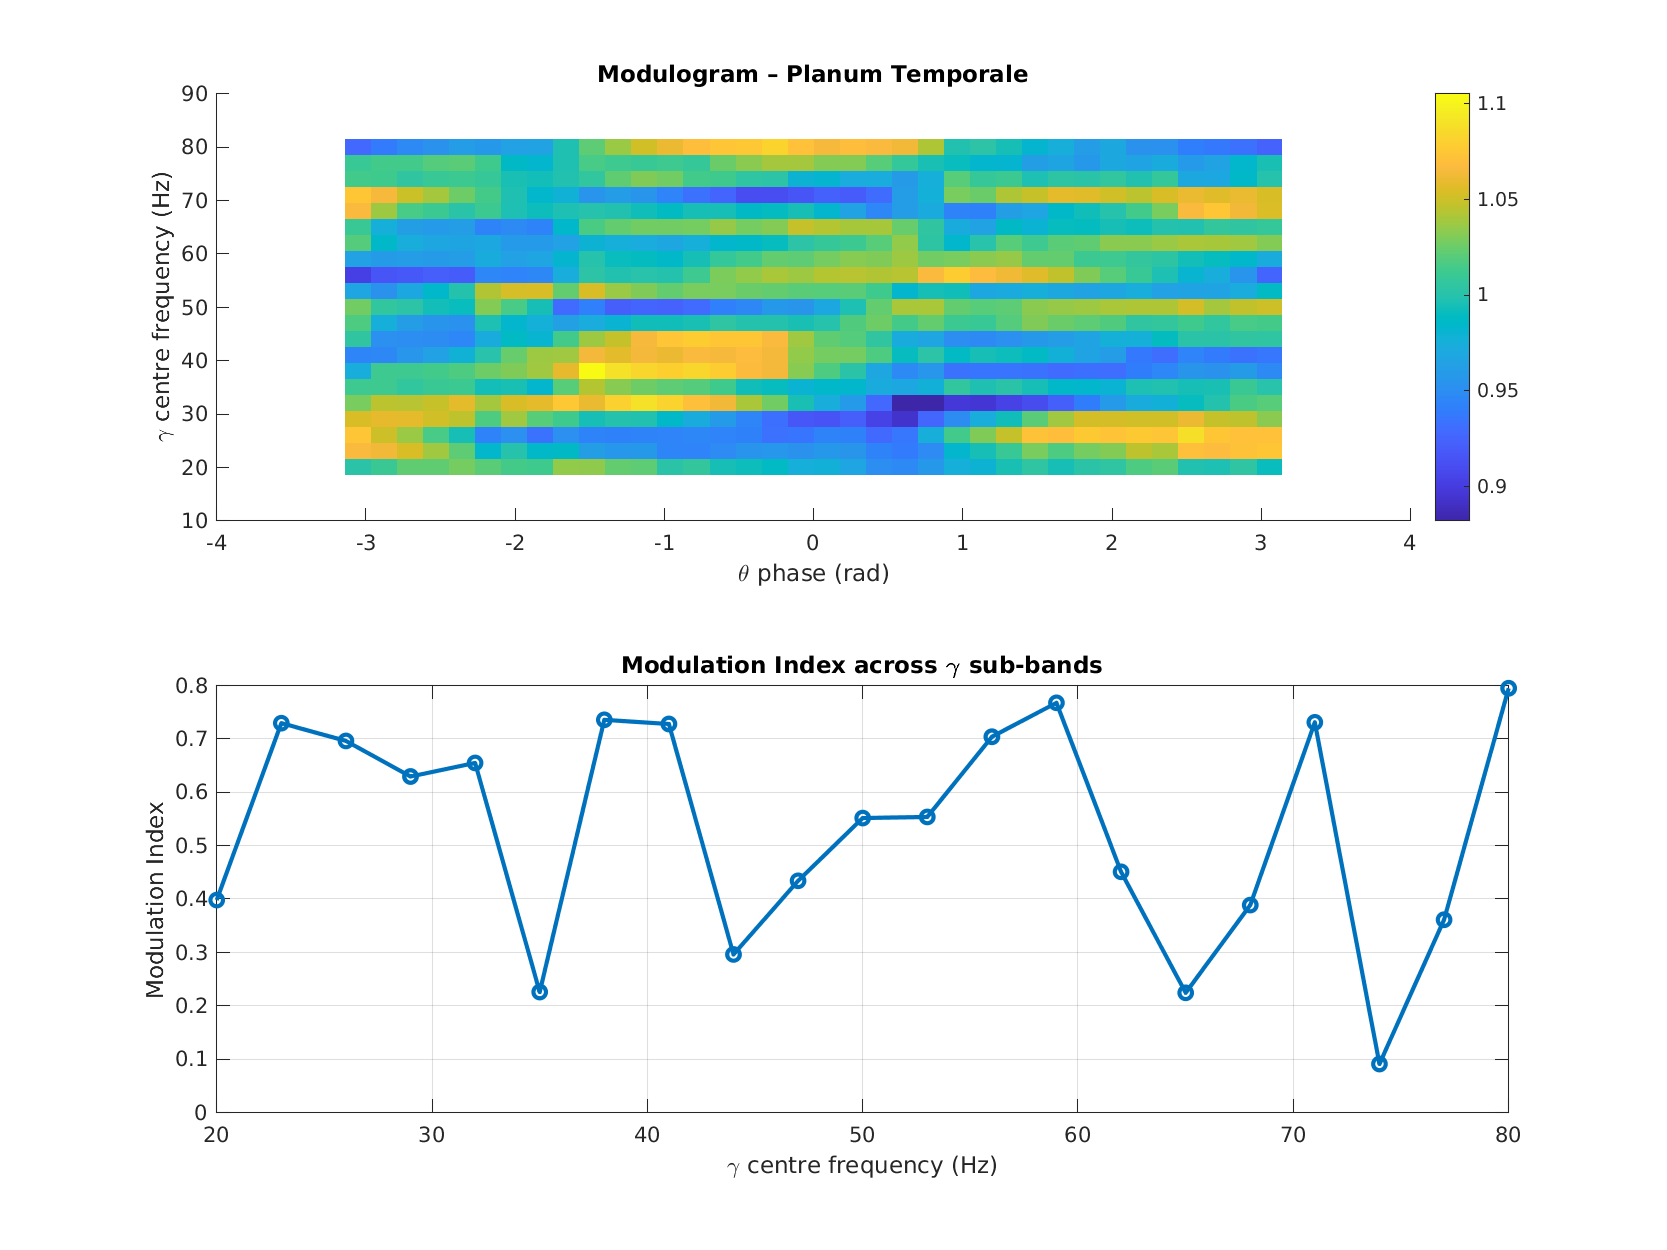 Modulogram – Planum Temporale
90
80
70
60
50
40
30
20
10
γ centre frequency (Hz)
-4 -3 -2 -1 0 1 2 3 4
θ phase (rad)
1.1
1.05
1
0.95
0.9
Modulation Index across γ sub-bands
0.8
0.7
0.6
0.5
0.4
0.3
0.2
0.1
0
Modulation Index
20 30 40 50 60 70 80
γ centre frequency (Hz)